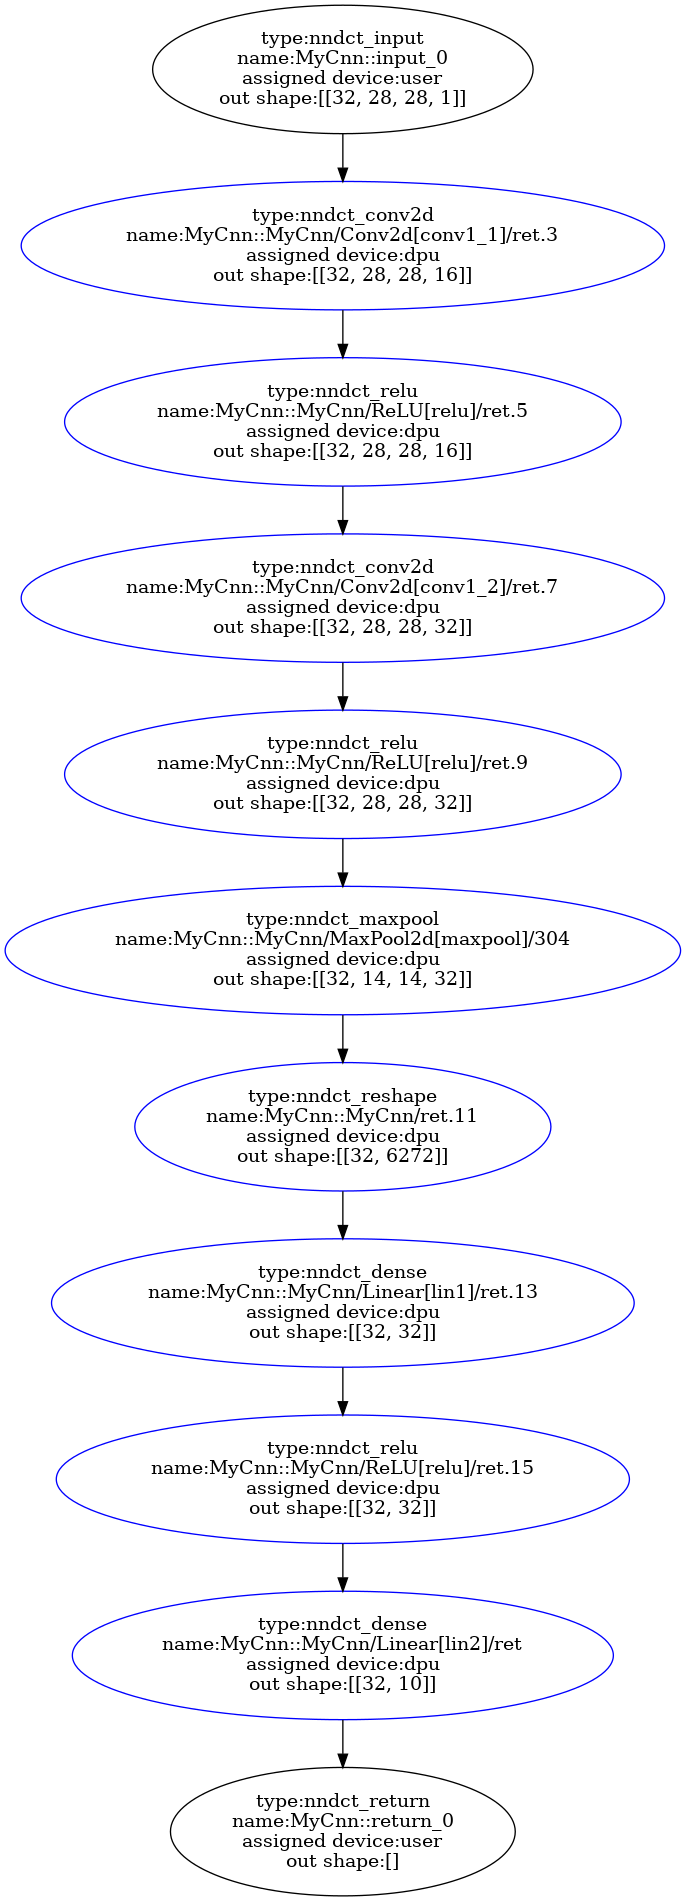 type:nndct_input
name:MyCnn::input_0
assigned device:user
out shape:[[32, 28, 28, 1]]
type:nndct_conv2d
name:MyCnn::MyCnn/Conv2d[conv1_1]/ret.3
assigned device:dpu
out shape:[[32, 28, 28, 16]]
type:nndct_relu
name:MyCnn::MyCnn/ReLU[relu]/ret.5
assigned device:dpu
out shape:[[32, 28, 28, 16]]
type:nndct_conv2d
name:MyCnn::MyCnn/Conv2d[conv1_2]/ret.7
assigned device:dpu
out shape:[[32, 28, 28, 32]]
type:nndct_relu
name:MyCnn::MyCnn/ReLU[relu]/ret.9
assigned device:dpu
out shape:[[32, 28, 28, 32]]
type:nndct_maxpool
name:MyCnn::MyCnn/MaxPool2d[maxpool]/304
assigned device:dpu
out shape:[[32, 14, 14, 32]]
type:nndct_reshape
name:MyCnn::MyCnn/ret.11
assigned device:dpu
out shape:[[32, 6272]]
type:nndct_dense
name:MyCnn::MyCnn/Linear[lin1]/ret.13
assigned device:dpu
out shape:[[32, 32]]
type:nndct_relu
name:MyCnn::MyCnn/ReLU[relu]/ret.15
assigned device:dpu
out shape:[[32, 32]]
type:nndct_dense
name:MyCnn::MyCnn/Linear[lin2]/ret
assigned device:dpu
out shape:[[32, 10]]
type:nndct_return
name:MyCnn::return_0
assigned device:user
out shape:[]